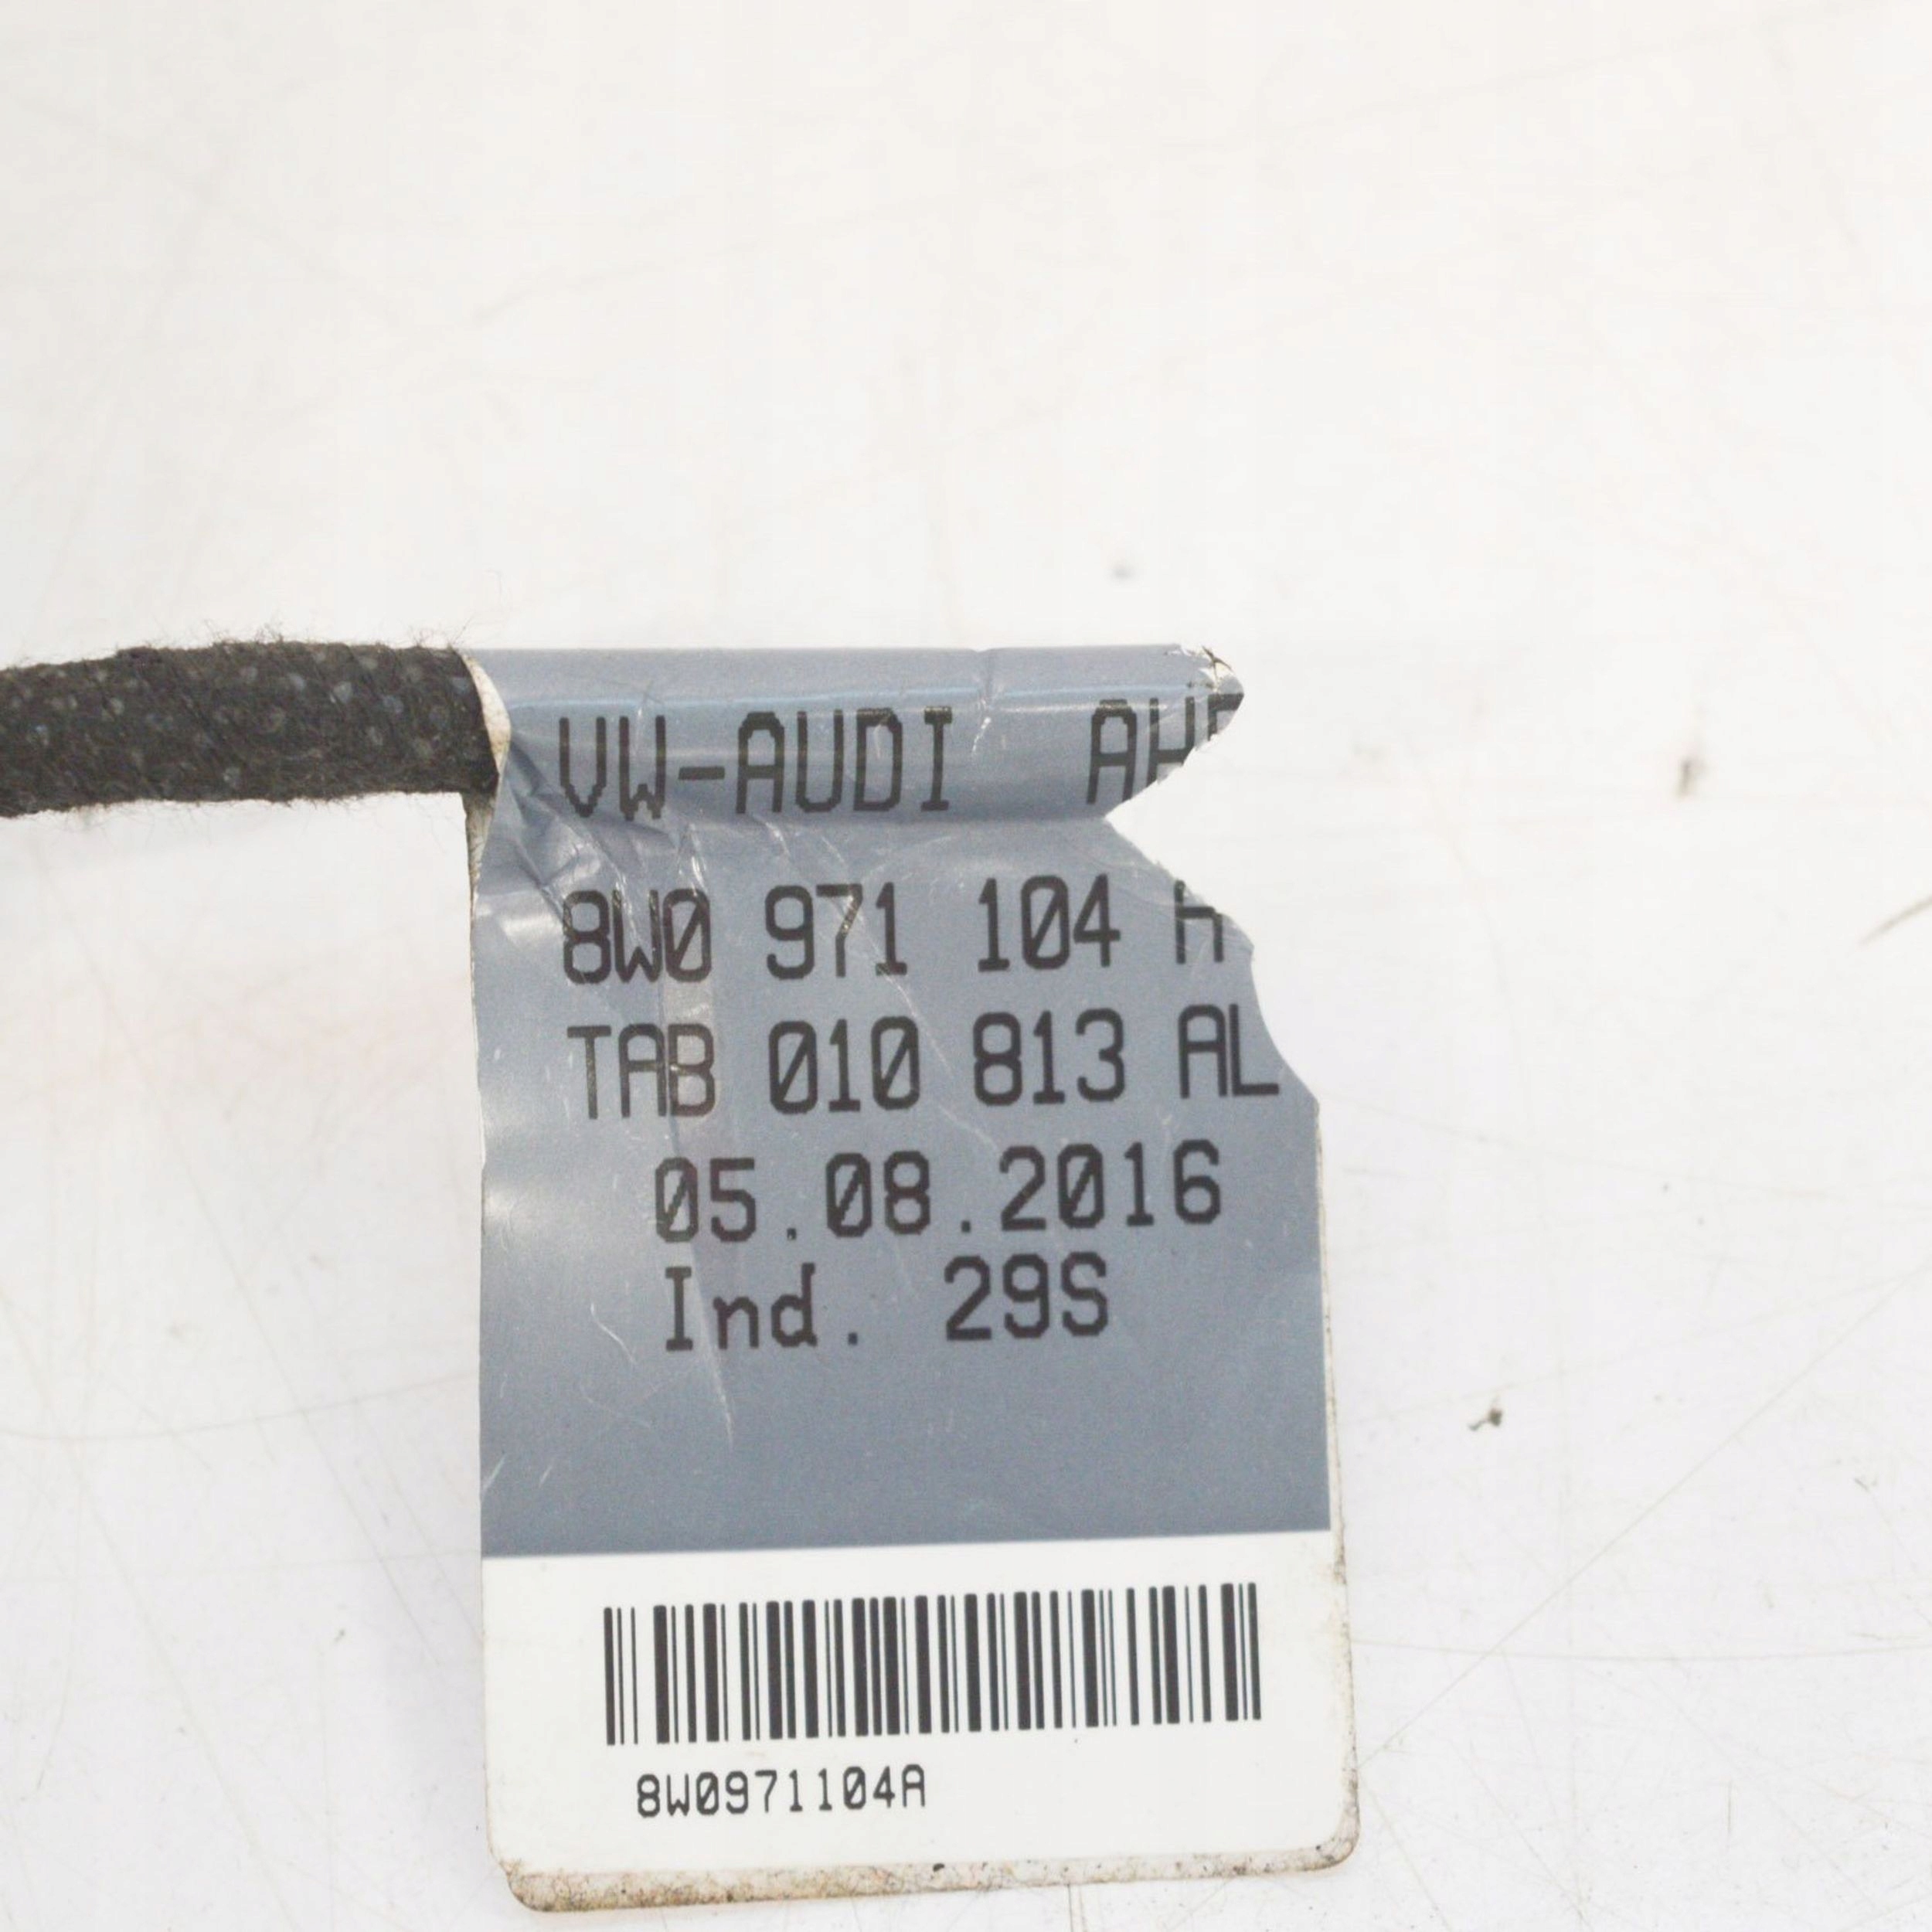 VW-AUDI
8W0 971 104
TAB 010 813 AL
05.08.2016
Ind. 29S
8W0971104A